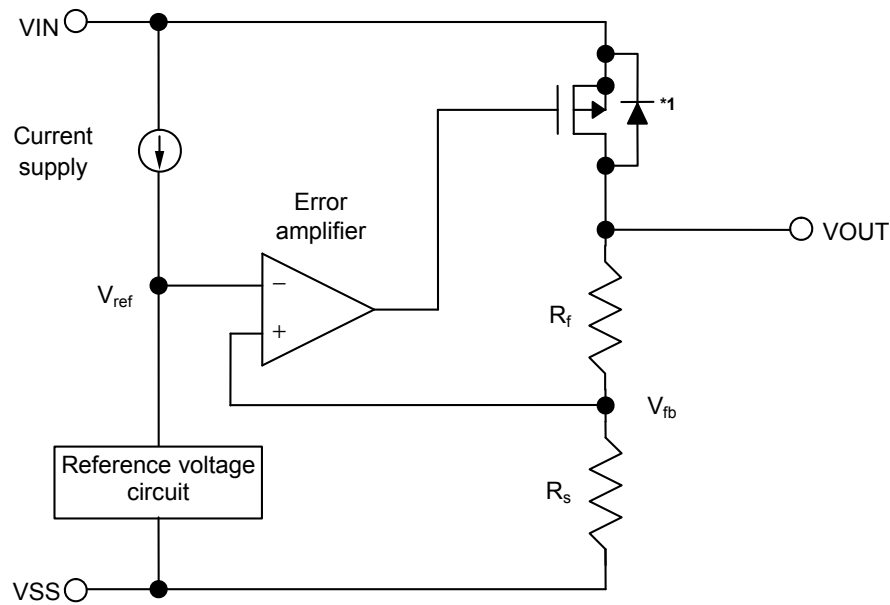 VIN
*1
Current
supply
Error
amplifier
VOUT
Vref
−
+
Rf
Vfb
Reference voltage
circuit
Rs
VSS